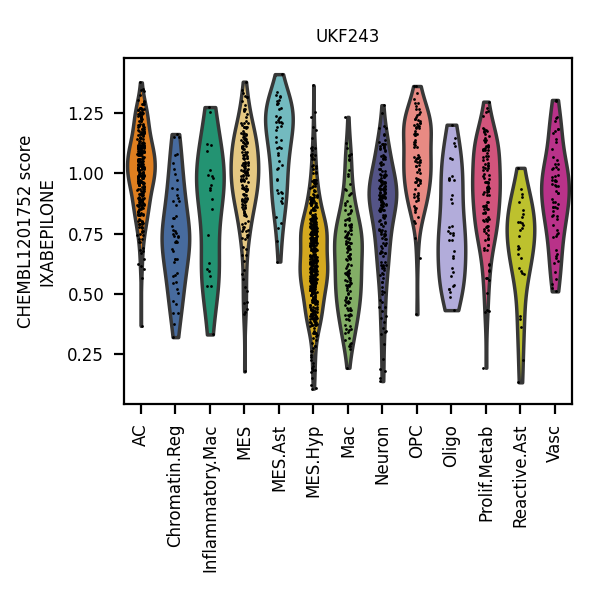 UKF243
CHEMBL1201752 score
IXABEPILONE
1.25
1.00
0.75
0.50
0.25
AC
Chromatin.Reg
Inflammatory.Mac
MES
MES.Ast
MES.Hyp
Mac
Neuron
OPC
Oligo
Prolif.Metab
Reactive.Ast
Vasc